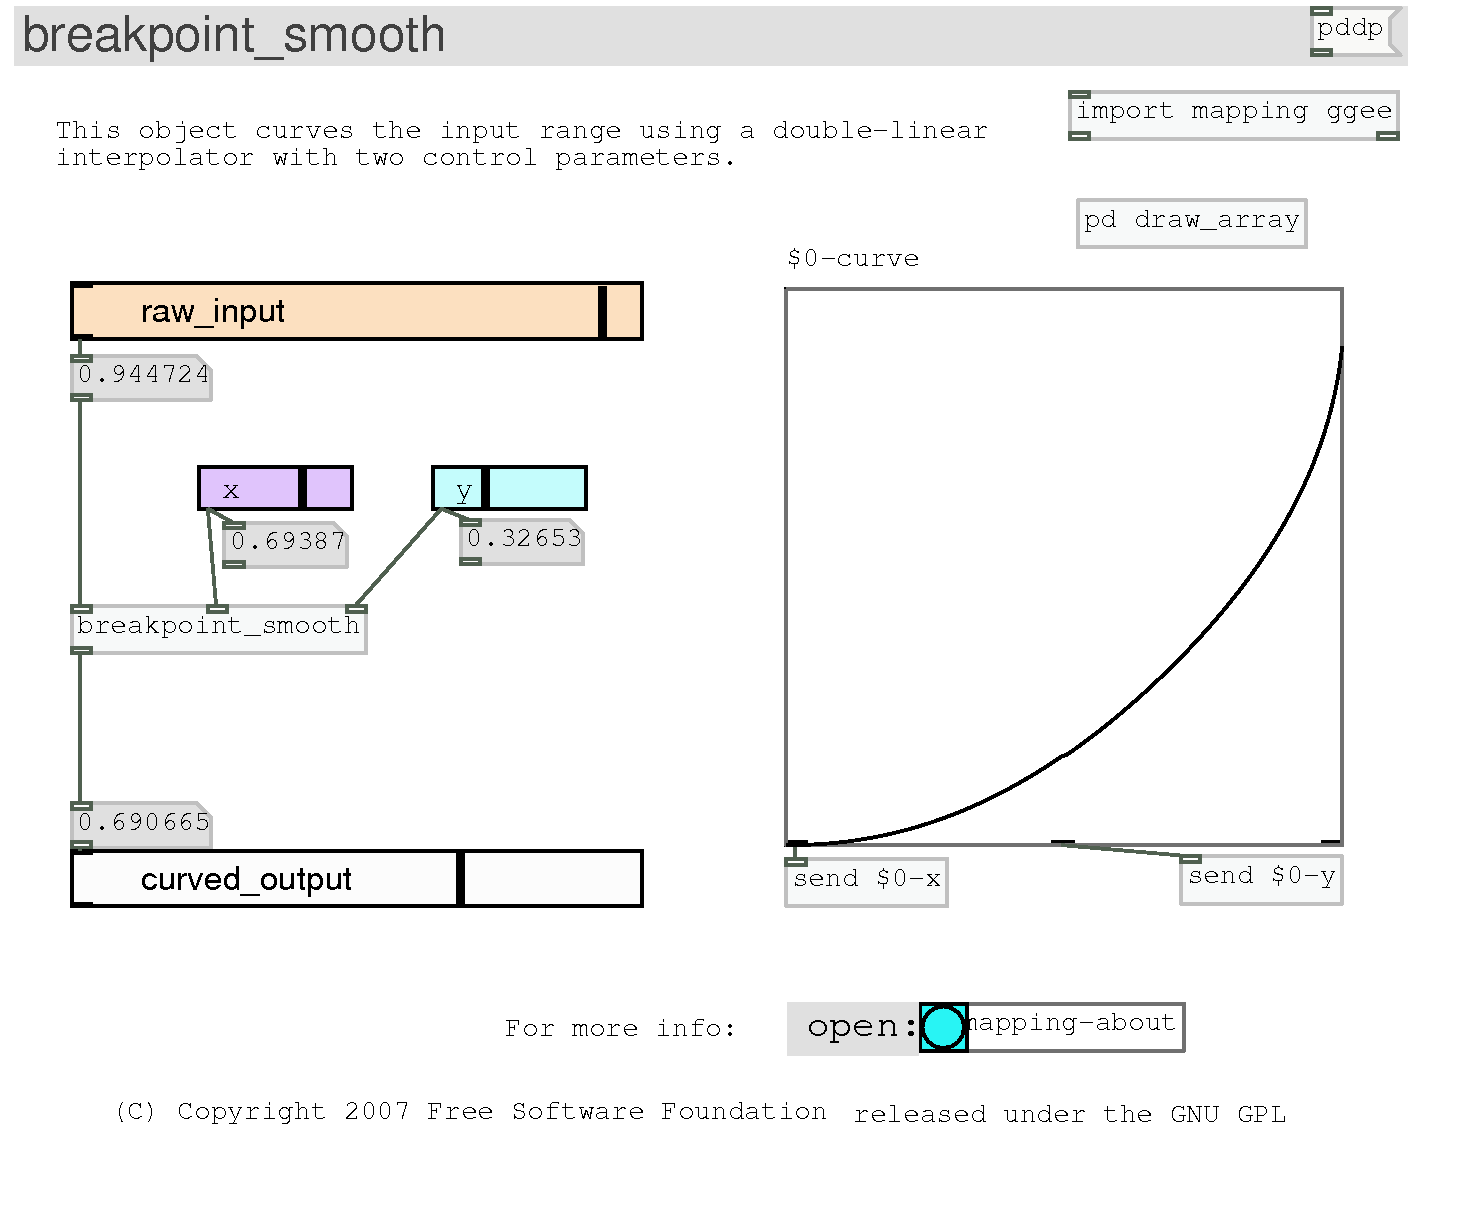 breakpoint_smooth
pddp
import mapping ggee
This object curves the input range using a double-linear
interpolator with two control parameters.
pd draw_array
$0-curve
raw_input
0.944724
x
y
0.69387
0.32653
breakpoint_smooth
0.690665
curved_output
send $0-x
send $0-y
For more info:
open:
mapping-about
(C) Copyright 2007 Free Software Foundation
released under the GNU GPL